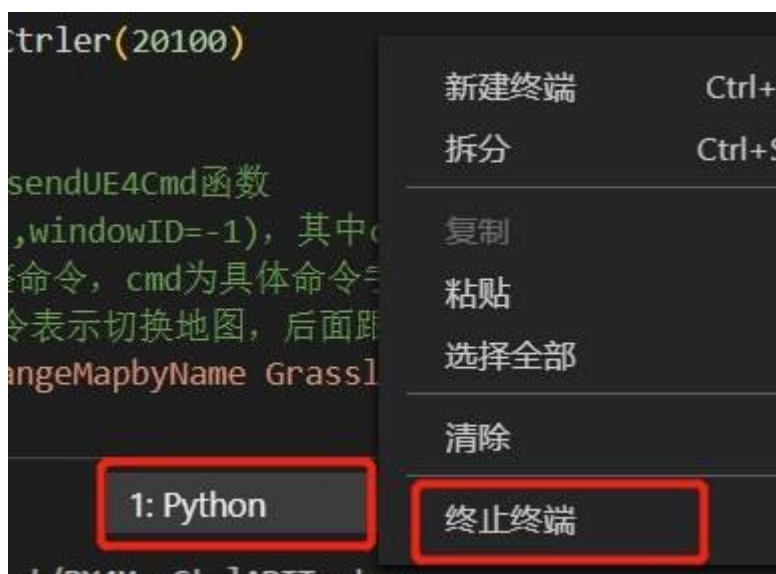 Ctrler(20100)
sendUE4Cmd函数
,windowID=-1), 其中
命令, cmd为具体命令
令表示切换地图, 后面跟
angeMapbyName Grassl
新建终端 Ctrl+
拆分 Ctrl+S
复制
粘贴
选择全部
清除
终止终端
1: Python